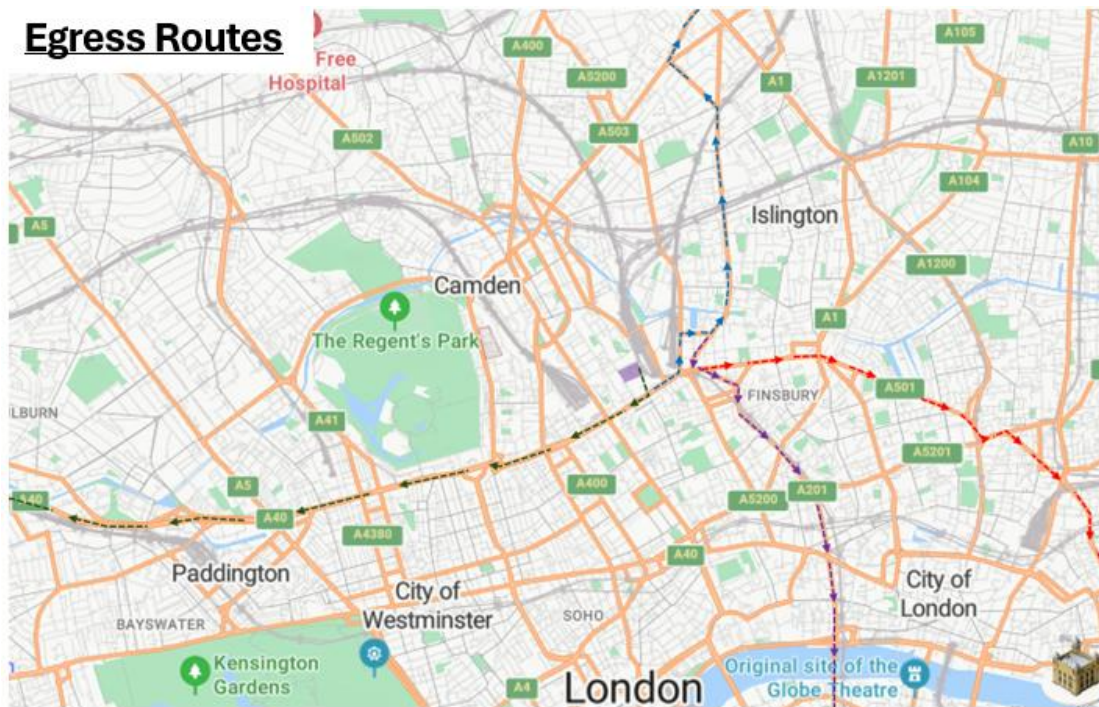 Egress Routes
Free
Hospital
A400
A5200
A105
A1
A1201
A502
A503
A10
A104
A5
Islington
Camden
A1200
The Regent's Park
A1
LBURN
A41
FINSBURY
A501
A5201
A5
A40
A400
A5200
A201
A40
A4380
A40
Paddington
City of
Westminster
City of
London
BAYSWATER
SOHO
Kensington
Gardens
A4
London
Original site of the
Globe Theatre